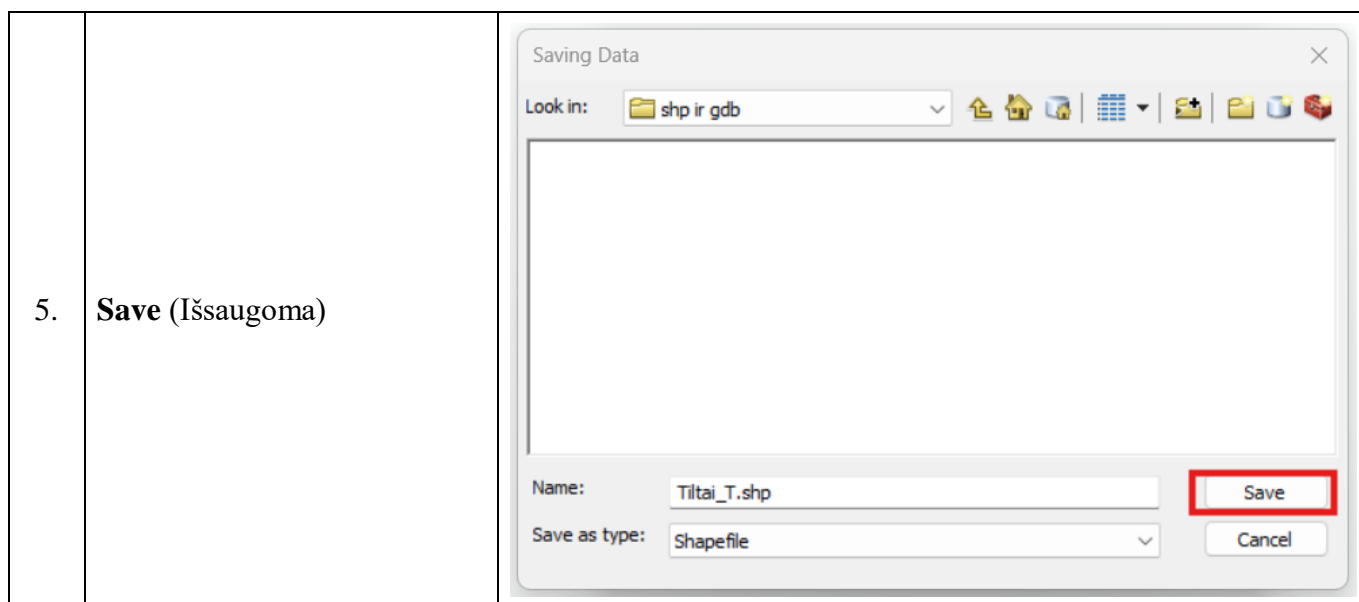 5.
Save (Išsaugoma)
Saving Data
Look in:
shp ir gdb
Name:
Tiltai_T.shp
Save
Save as type:
Shapefile
Cancel